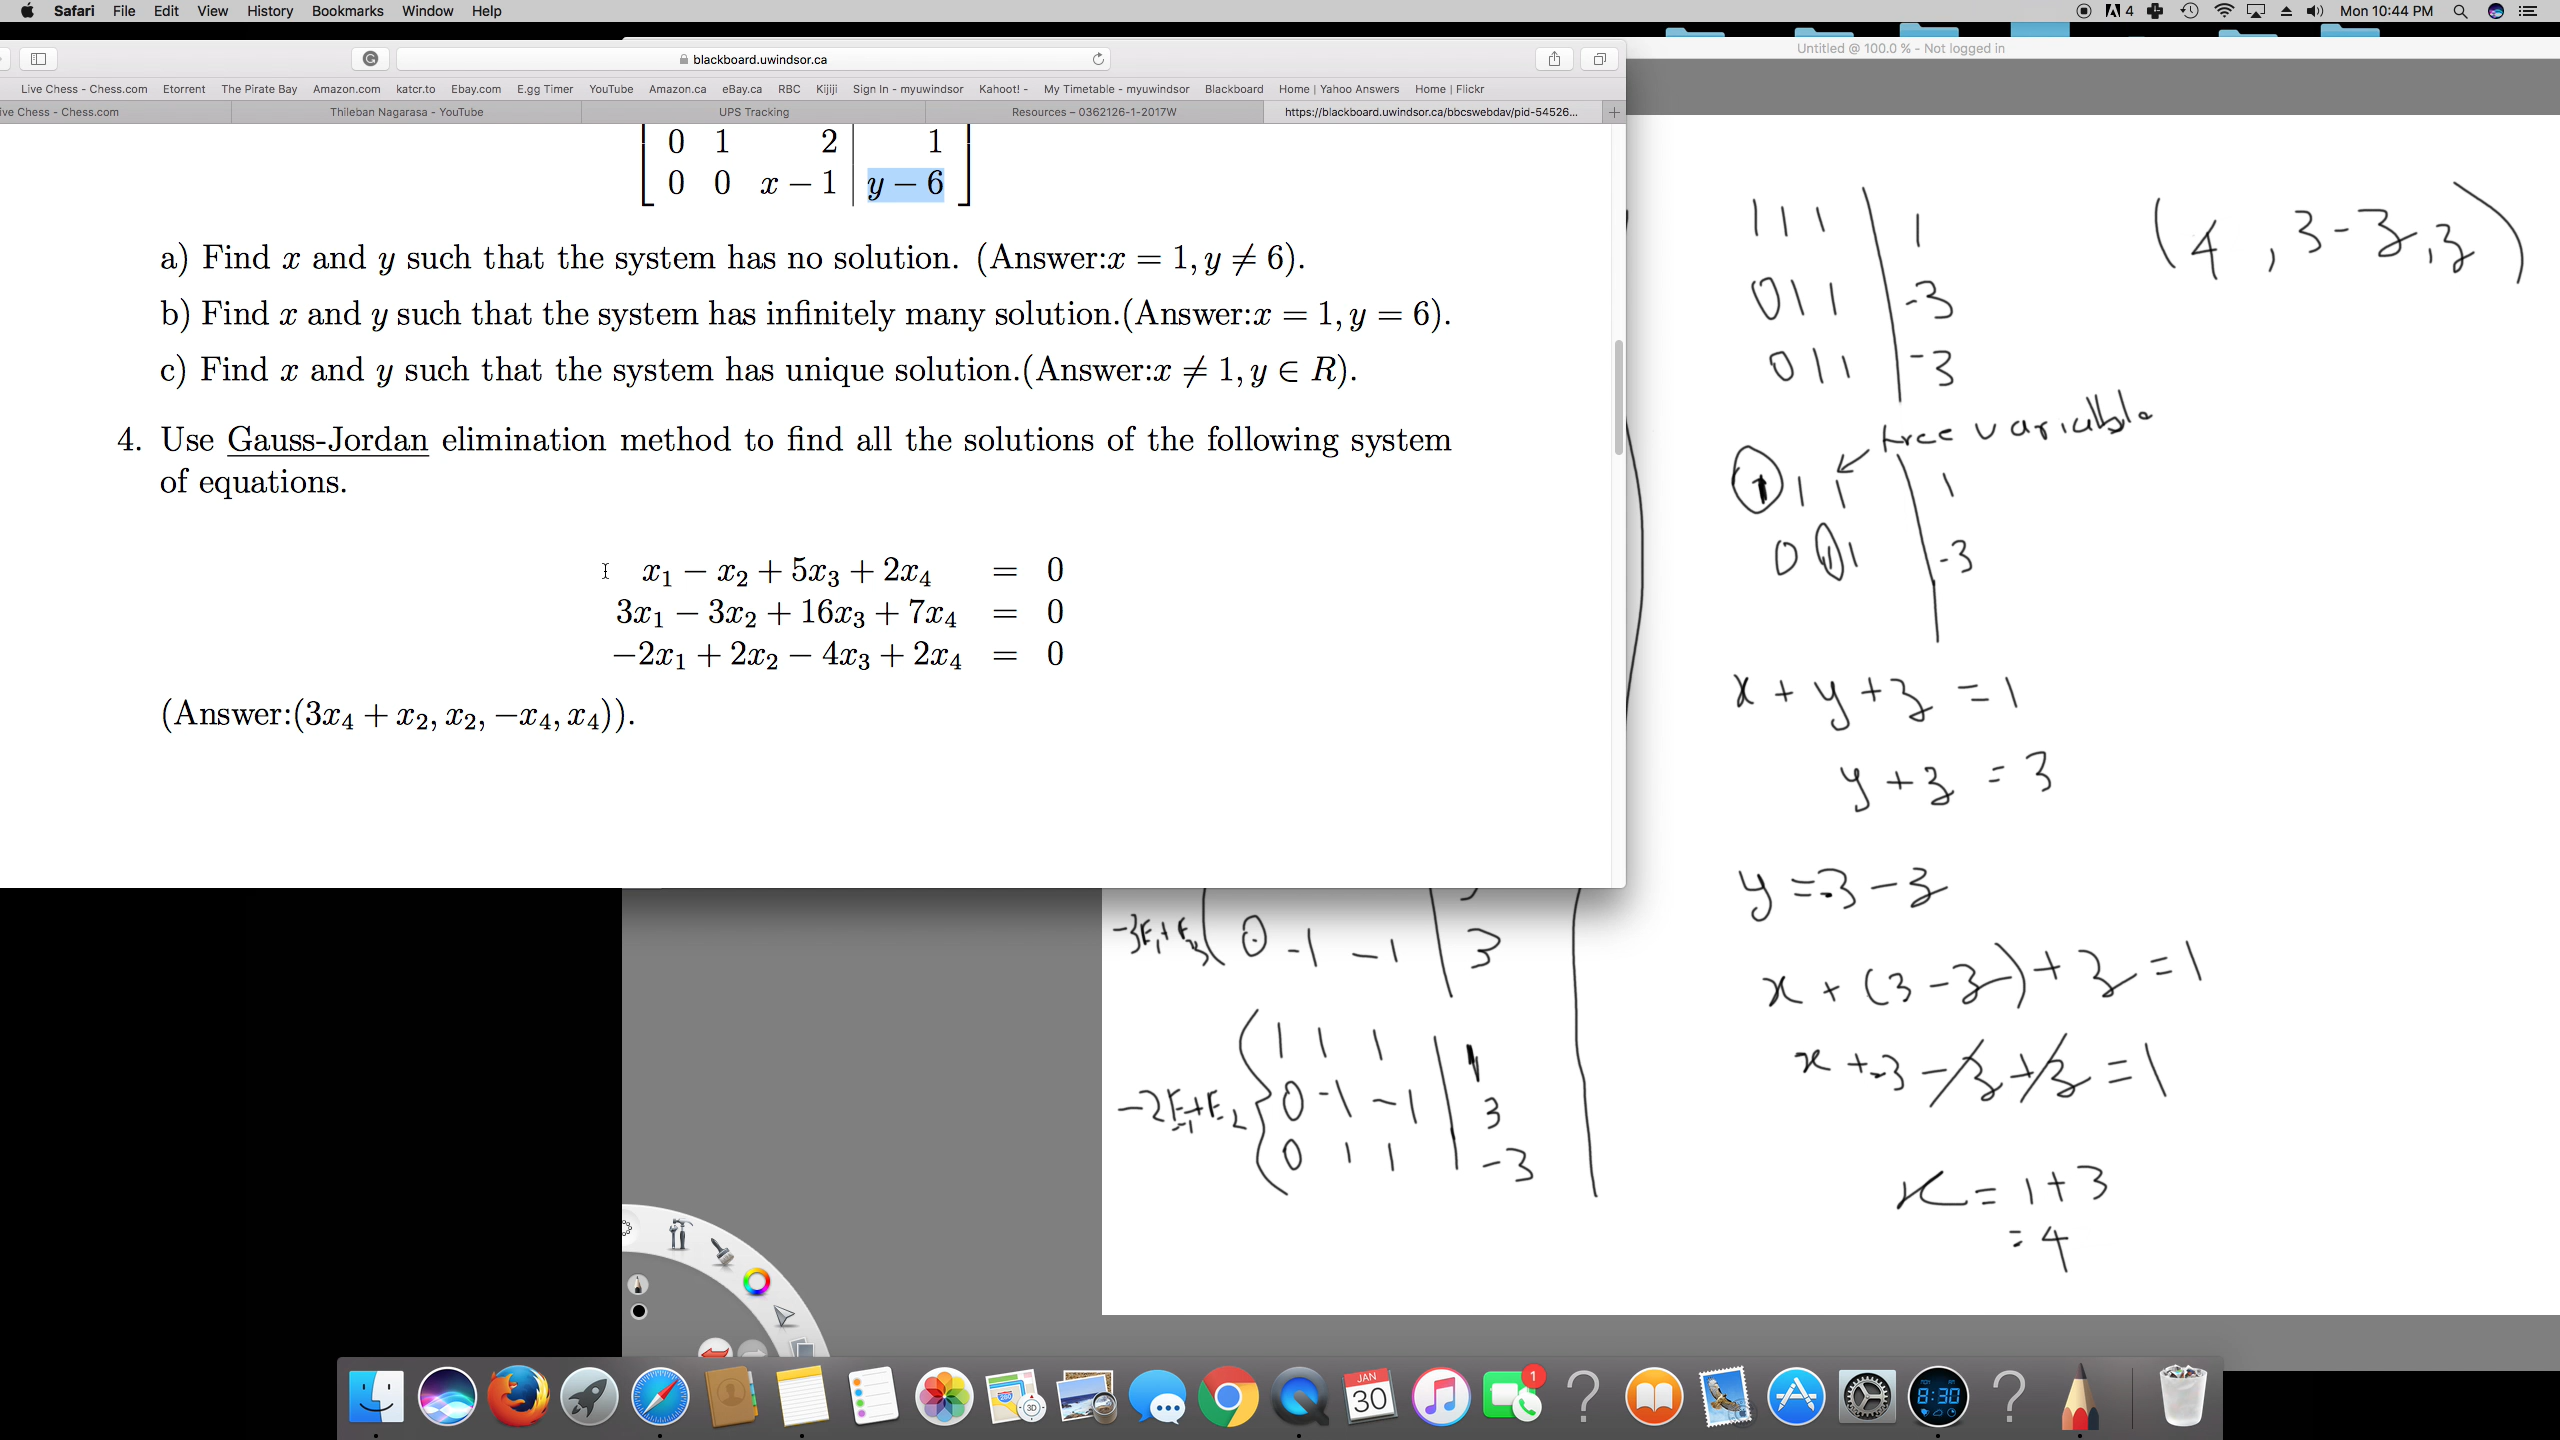 Safari File Edit View History Bookmarks Window Help
4 Mon 10:44 PM
Untitled @ 100.0 % - Not logged in
blackboard.uwindsor.ca
Live Chess - Chess.com Etorrent The Pirate Bay Amazon.com katcr.to Ebay.com E.gg Timer YouTube Amazon.ca eBay.ca RBC Kijiji Sign In - myuwindsor Kahoot! - My Timetable - myuwindsor Blackboard Home | Yahoo Answers Home | Flickr
ive Chess - Chess.com Thileban Nagarasa - YouTube UPS Tracking Resources – 0362126-1-2017W https://blackboard.uwindsor.ca/bbcswebdav/pid-54526...
0 1 2 | 1
0 0 x − 1 | y − 6
a) Find x and y such that the system has no solution. (Answer:x = 1, y ≠ 6).
b) Find x and y such that the system has infinitely many solution.(Answer:x = 1, y = 6).
c) Find x and y such that the system has unique solution.(Answer:x ≠ 1, y ∈ R).
4. Use Gauss-Jordan elimination method to find all the solutions of the following system
of equations.
x₁ − x₂ + 5x₃ + 2x₄ = 0
3x₁ − 3x₂ + 16x₃ + 7x₄ = 0
−2x₁ + 2x₂ − 4x₃ + 2x₄ = 0
(Answer:(3x₄ + x₂, x₂, −x₄, x₄)).
-3E₁+E₃ ( 0 -1 -1 | 3
1 1 1 | 1
-2E₁+E₂ 0 -1 -1 | 3
0 1 1 | -3
1 1 1 | 1
0 1 1 | -3
0 1 1 | -3
(4, 3-z, z)
free variable
1 1 1 | 1
0 1 1 | -3
x + y + z = 1
y + z = 3
y = -3 - z
x + (3 - z) + z = 1
x + -3 - z + z = 1
x = 1+3
= 4
3D
JAN
30
1
8:30